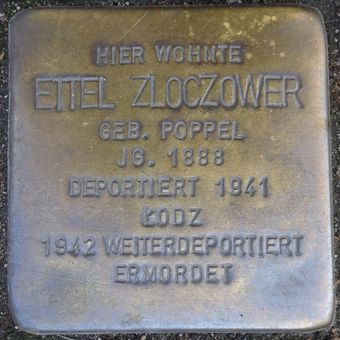 HIER WOHNTE
ETTEL ZLOCZOWER
GEB. POPPEL
JG. 1888
DEPORTIERT 1941
ŁODZ
1942 WEITERDEPORTIERT
ERMORDET